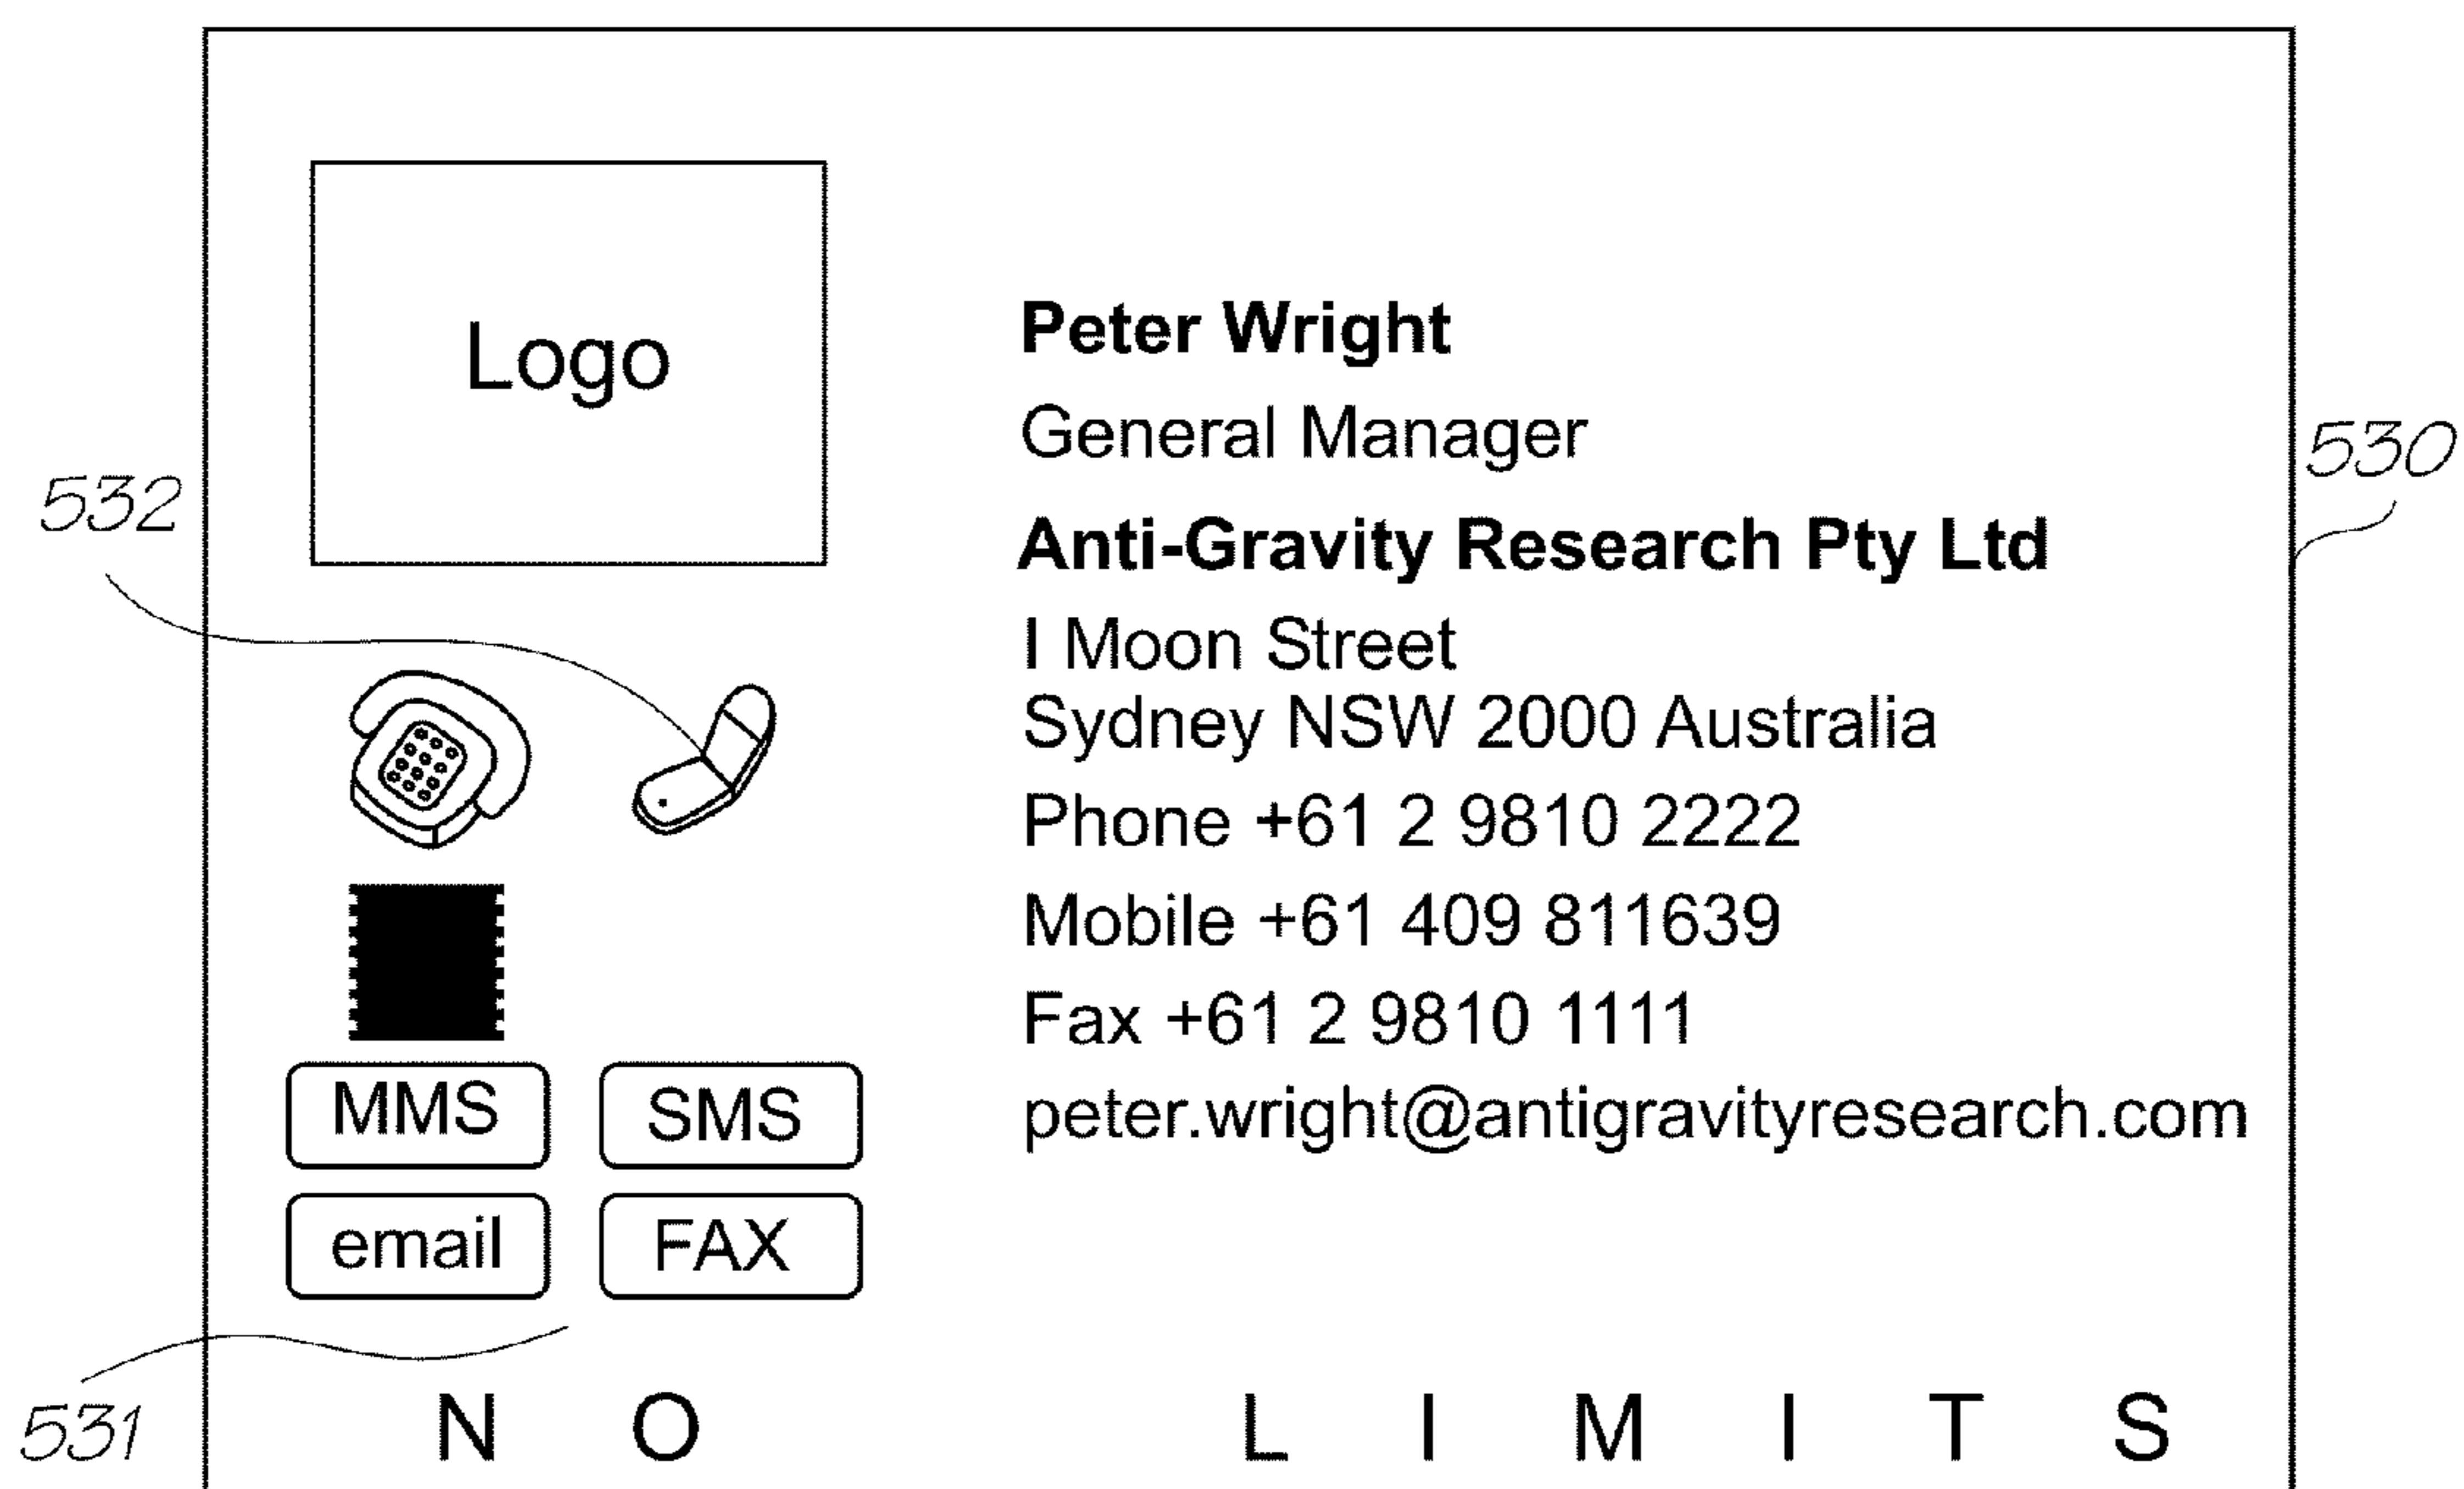 Logo
532
Peter Wright
General Manager
Anti-Gravity Research Pty Ltd
I Moon Street
Sydney NSW 2000 Australia
Phone +61 2 9810 2222
Mobile +61 409 811639
Fax +61 2 9810 1111
peter.wright@antigravityresearch.com
530
MMS SMS
email FAX
531
N O L I M I T S